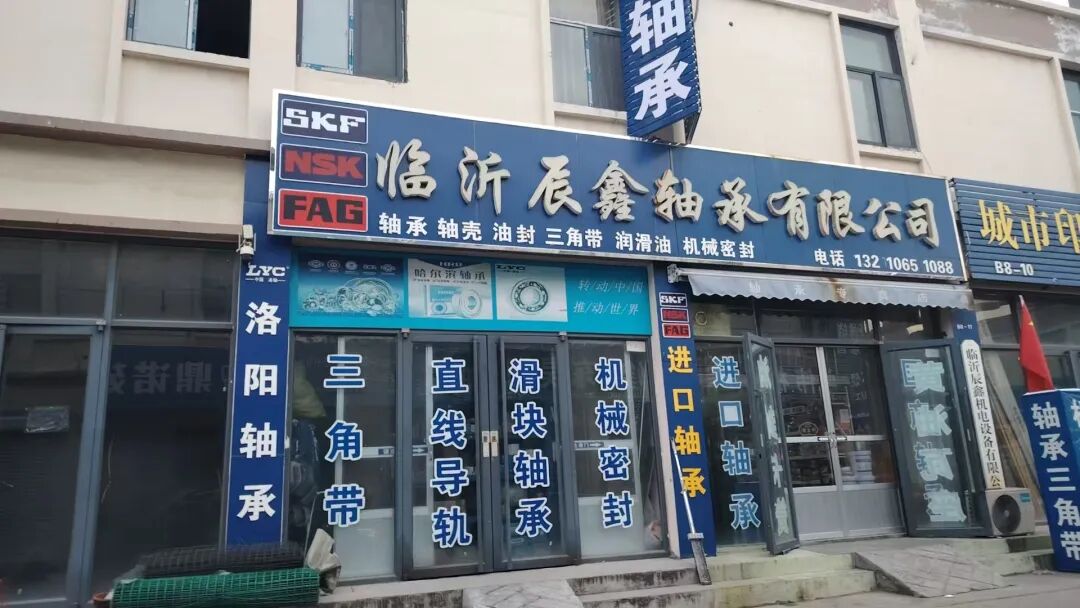 轴承
SKF
NSK
FAG
临沂辰鑫轴承有限公司
轴承 轴壳 油封 三角带 润滑油 机械密封
电话 132 1065 1088
城市印
B8-10
LYC
洛阳轴承
哈尔滨轴承
LYC
转/动/中/国
推/动/世/界
三角带
直线导轨
滑块轴承
机械密封
SKF
NSK
FAG
进口轴承
进口轴承
B8-11
临沂辰鑫机电设备有限公
轴承三角带